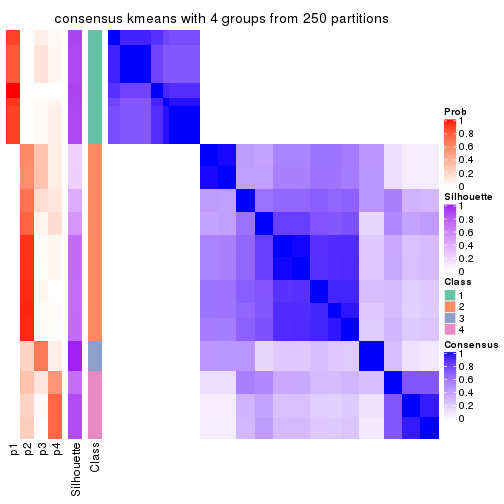 consensus kmeans with 4 groups from 250 partitions
Prob
1
0.8
0.6
0.4
0.2
0
Silhouette
1
0.8
0.6
0.4
0.2
0
Class
1
2
3
4
Consensus
1
0.8
0.6
0.4
0.2
0
p1
p2
p3
p4
Silhouette
Class